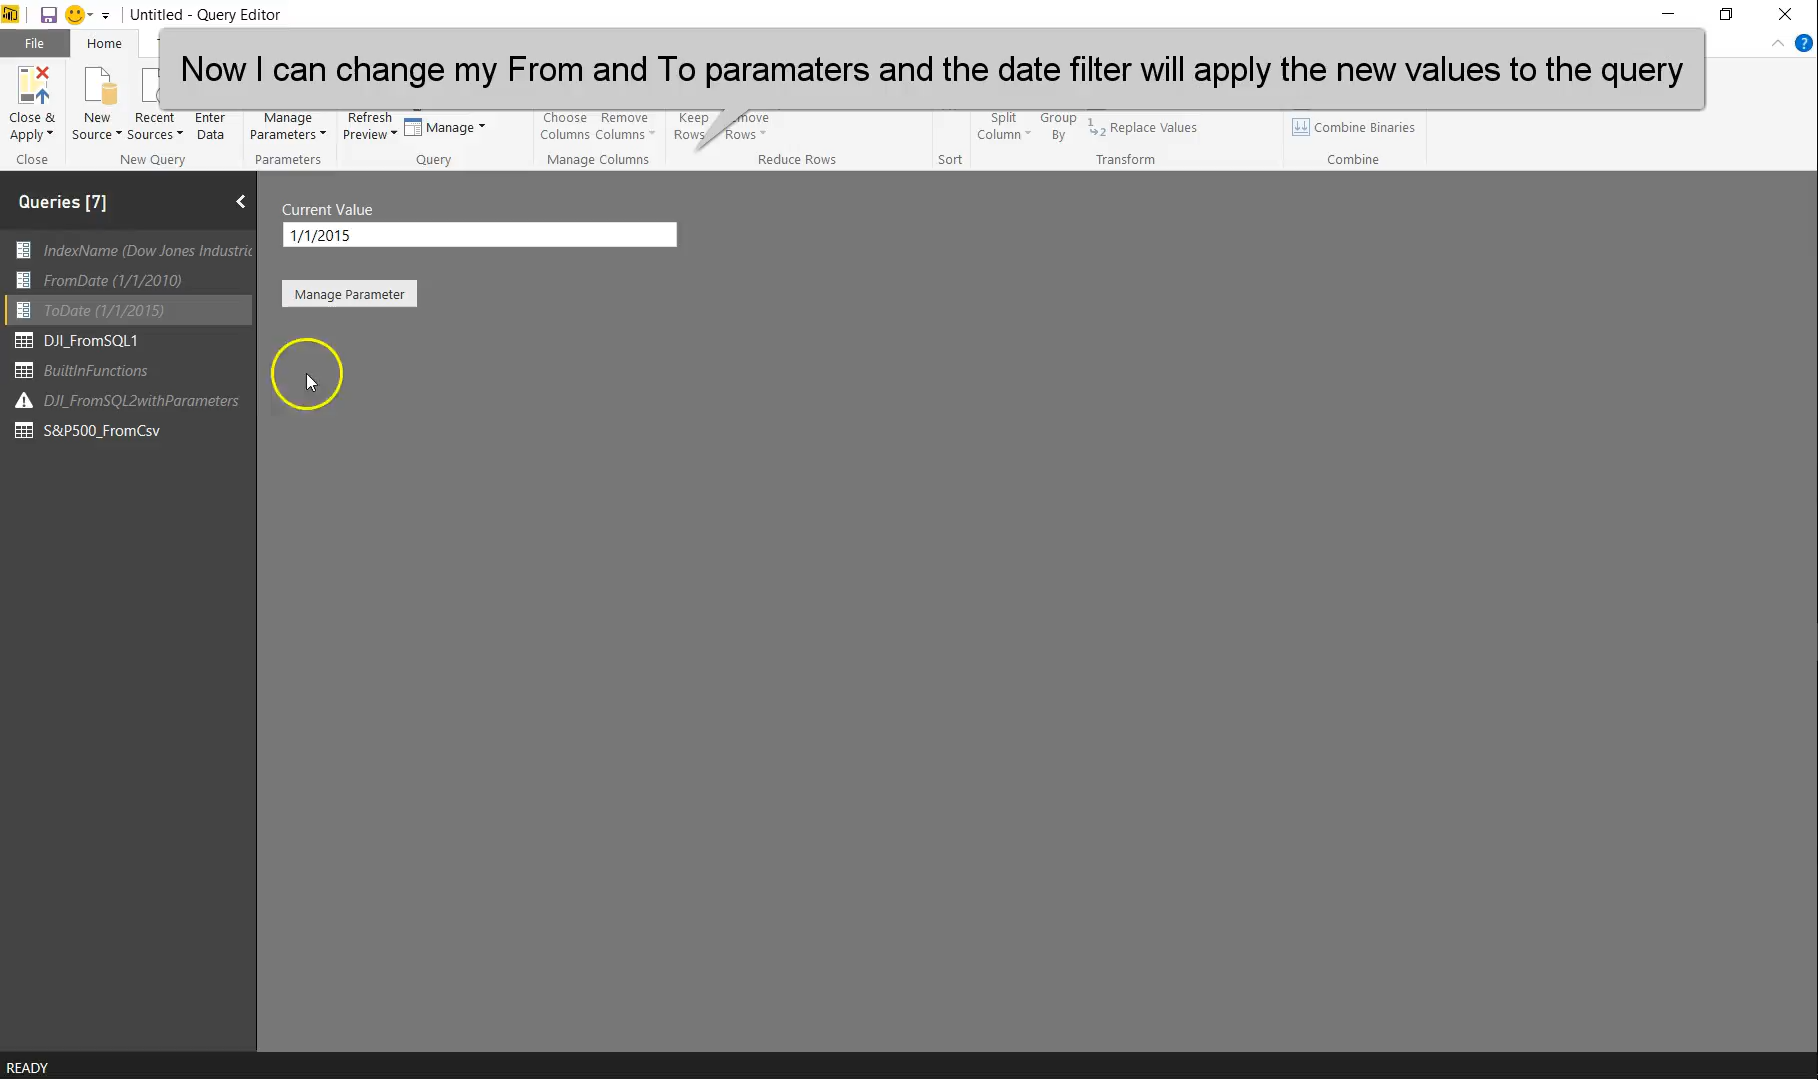 Untitled - Query Editor
File
Home
Now I can change my From and To paramaters and the date filter will apply the new values to the query
Close & Apply
New Source
Recent Sources
Enter Data
Manage Parameters
Refresh Preview
Manage
Choose Columns
Remove Columns
Keep Rows
move Rows
Split Column
Group By
Replace Values
Combine Binaries
Close
New Query
Parameters
Query
Manage Columns
Reduce Rows
Sort
Transform
Combine
Queries [7]
IndexName (Dow Jones Industri
FromDate (1/1/2010)
ToDate (1/1/2015)
DJI_FromSQL1
BuiltInFunctions
DJI_FromSQL2withParameters
S&P500_FromCsv
Current Value
1/1/2015
Manage Parameter
READY